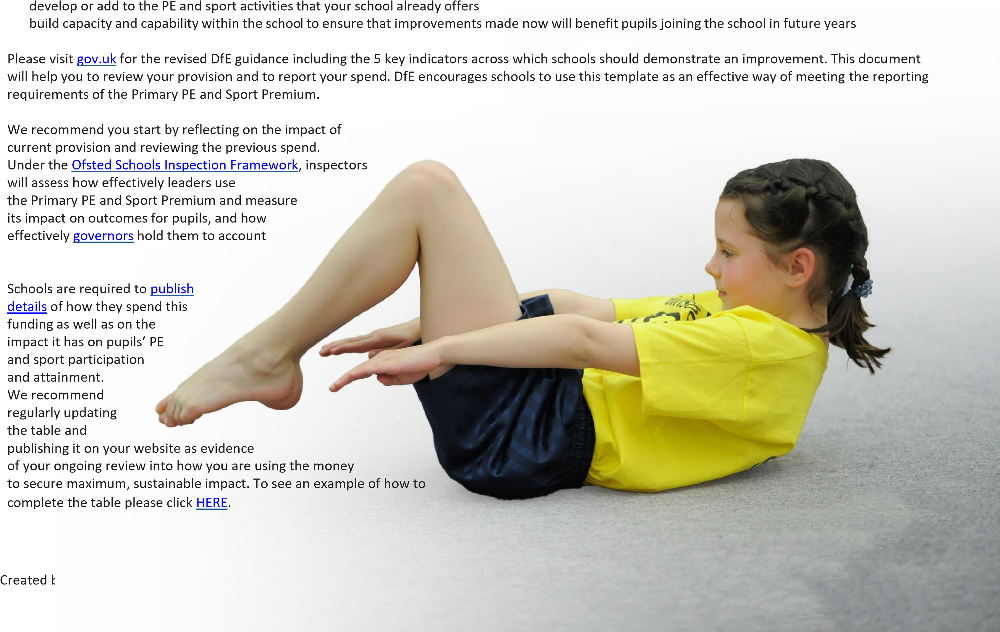 develop or add to the PE and sport activities that your school already offers
build capacity and capability within the school to ensure that improvements made now will benefit pupils joining the school in future years
Please visit gov.uk for the revised DfE guidance including the 5 key indicators across which schools should demonstrate an improvement. This document
will help you to review your provision and to report your spend. DfE encourages schools to use this template as an effective way of meeting the reporting
requirements of the Primary PE and Sport Premium.
We recommend you start by reflecting on the impact of
current provision and reviewing the previous spend.
Under the Ofsted Schools Inspection Framework, inspectors
will assess how effectively leaders use
the Primary PE and Sport Premium and measure
its impact on outcomes for pupils, and how
effectively governors hold them to account
Schools are required to publish
details of how they spend this
funding as well as on the
impact it has on pupils’ PE
and sport participation
and attainment.
We recommend
regularly updating
the table and
publishing it on your website as evidence
of your ongoing review into how you are using the money
to secure maximum, sustainable impact. To see an example of how to
complete the table please click HERE.
Created